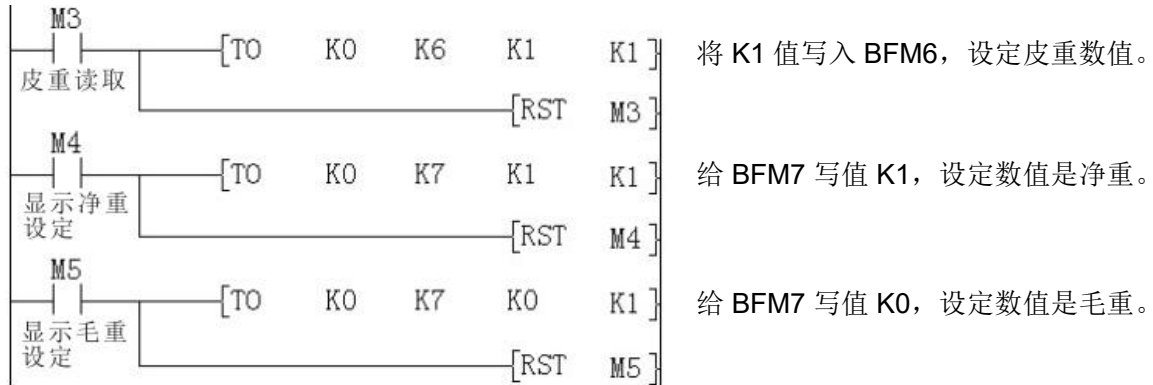 M3
[TO K0 K6 K1 K1] 将 K1 值写入 BFM6，设定皮重数值。
皮重读取
[RST M3]
M4
[TO K0 K7 K1 K1] 给 BFM7 写值 K1，设定数值是净重。
显示净重
设定
[RST M4]
M5
[TO K0 K7 K0 K1] 给 BFM7 写值 K0，设定数值是毛重。
显示毛重
设定
[RST M5]